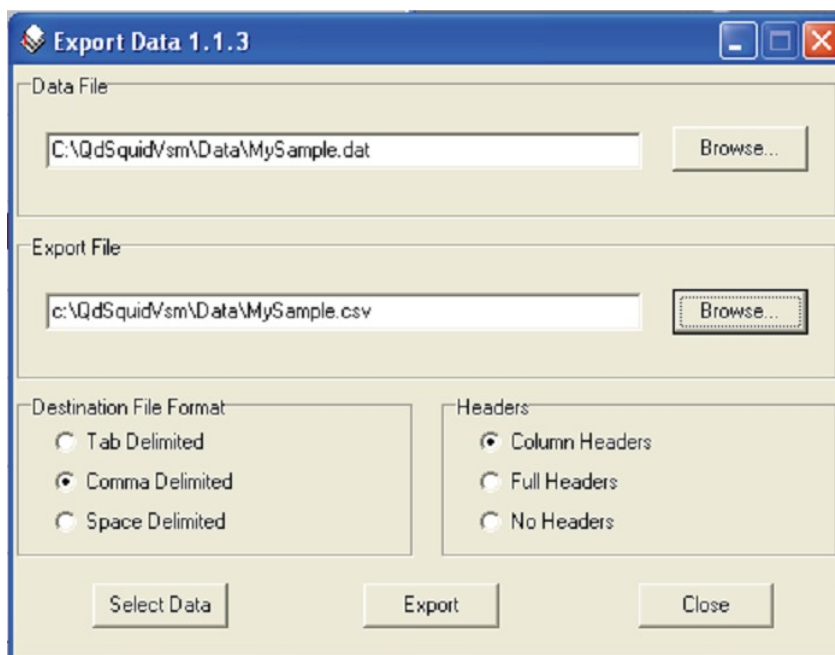 Export Data 1.1.3
Data File
C:\QdSquidVsm\Data\MySample.dat
Browse...
Export File
c:\QdSquidVsm\Data\MySample.csv
Browse...
Destination File Format
Tab Delimited
Comma Delimited
Space Delimited
Headers
Column Headers
Full Headers
No Headers
Select Data
Export
Close